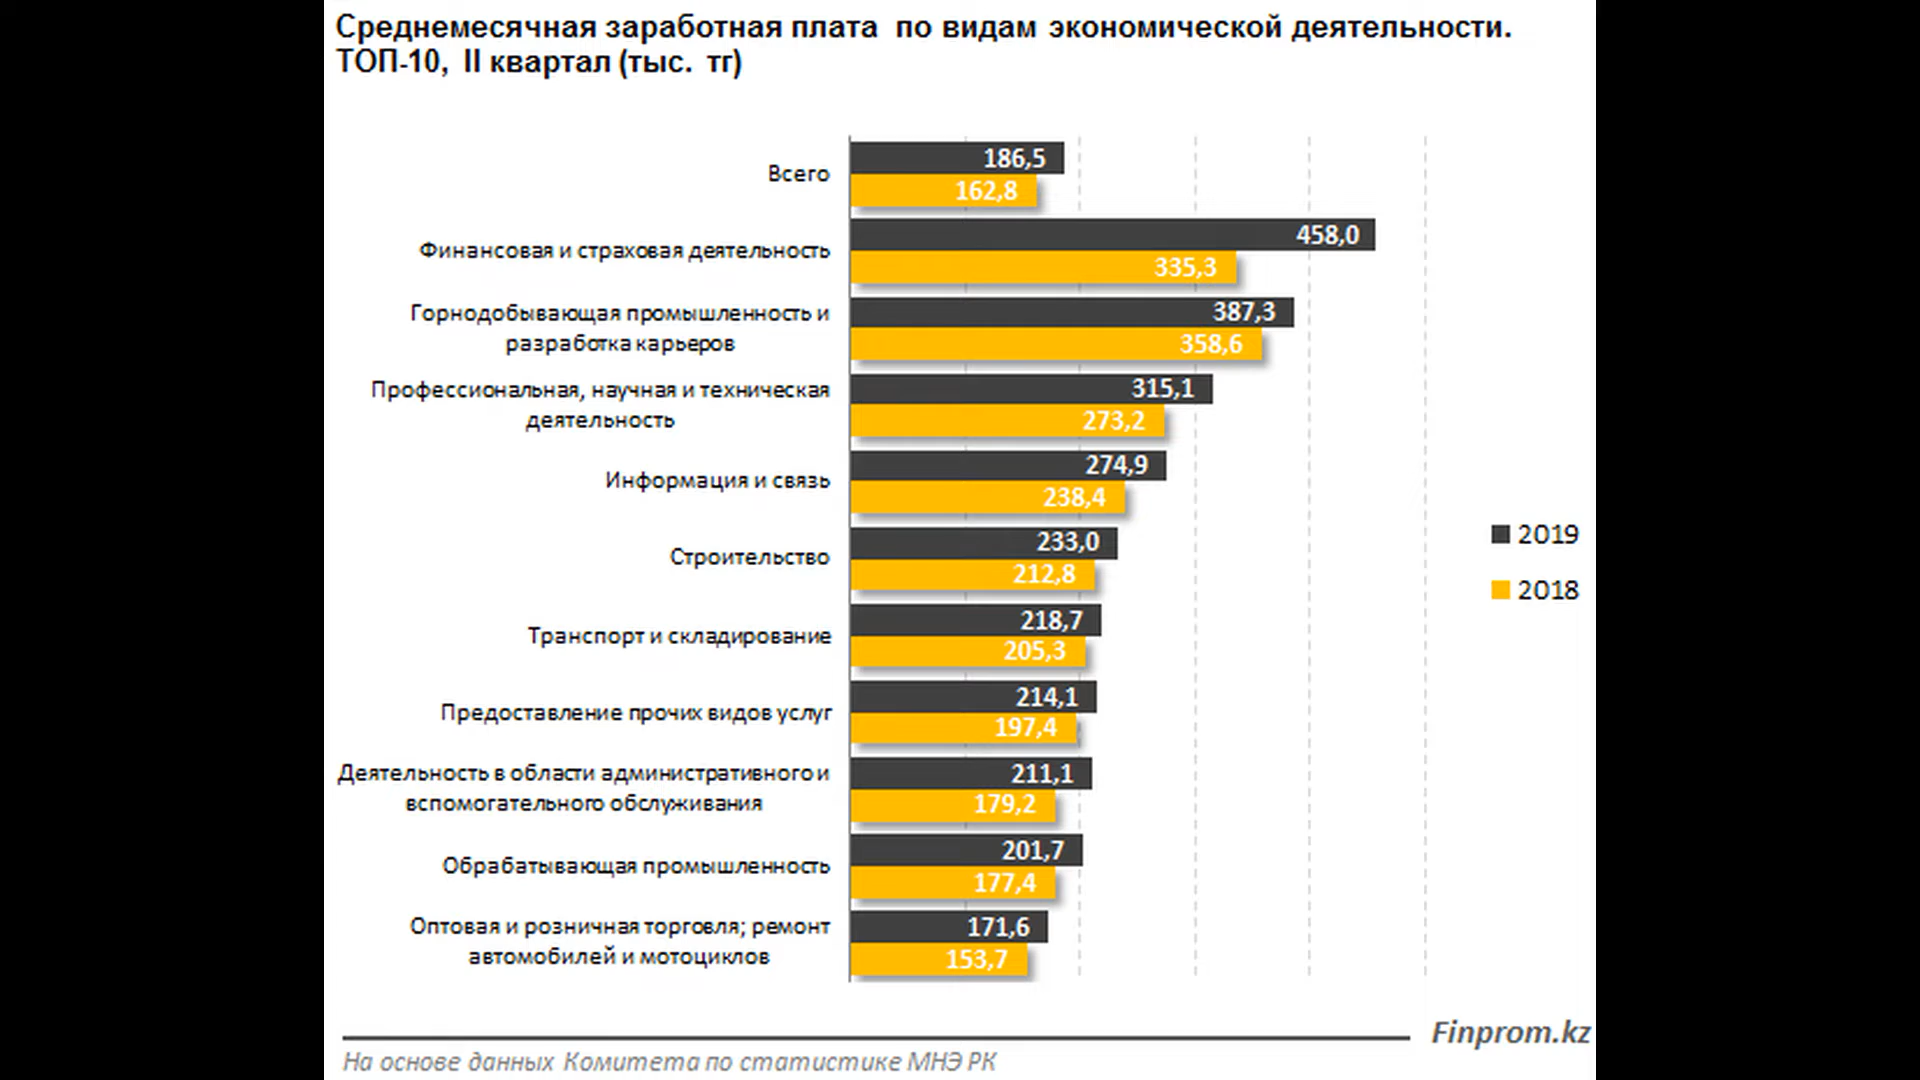 Среднемесячная заработная плата по видам экономической деятельности.
ТОП-10, II квартал (тыс. тг)
Всего
186,5
162,8
Финансовая и страховая деятельность
458,0
335,3
Горнодобывающая промышленность и
разработка карьеров
387,3
358,6
Профессиональная, научная и техническая
деятельность
315,1
273,2
Информация и связь
274,9
238,4
Строительство
233,0
212,8
Транспорт и складирование
218,7
205,3
Предоставление прочих видов услуг
214,1
197,4
Деятельность в области административного и
вспомогательного обслуживания
211,1
179,2
Обрабатывающая промышленность
201,7
177,4
Оптовая и розничная торговля; ремонт
автомобилей и мотоциклов
171,6
153,7
2019
2018
Finprom.kz
На основе данных Комитета по статистике МНЭ РК